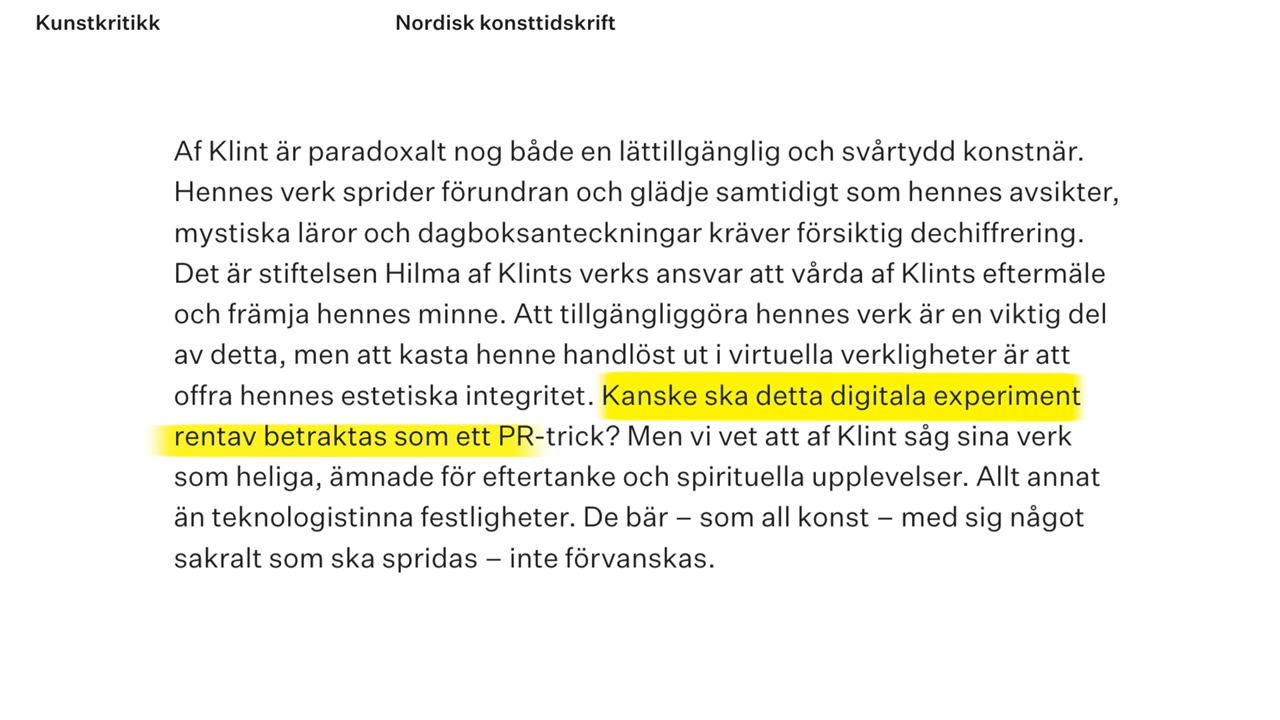 Kunstkritikk
Nordisk konsttidskrift
Af Klint är paradoxalt nog både en lättillgänglig och svårtydd konstnär.
Hennes verk sprider förundran och glädje samtidigt som hennes avsikter,
mystiska läror och dagboksanteckningar kräver försiktig dechiffrering.
Det är stiftelsen Hilma af Klints verks ansvar att vårda af Klints eftermäle
och främja hennes minne. Att tillgängliggöra hennes verk är en viktig del
av detta, men att kasta henne handlöst ut i virtuella verkligheter är att
offra hennes estetiska integritet. Kanske ska detta digitala experiment
rentav betraktas som ett PR-trick? Men vi vet att af Klint såg sina verk
som heliga, ämnade för eftertanke och spirituella upplevelser. Allt annat
än teknologistinna festligheter. De bär – som all konst – med sig något
sakralt som ska spridas – inte förvanskas.